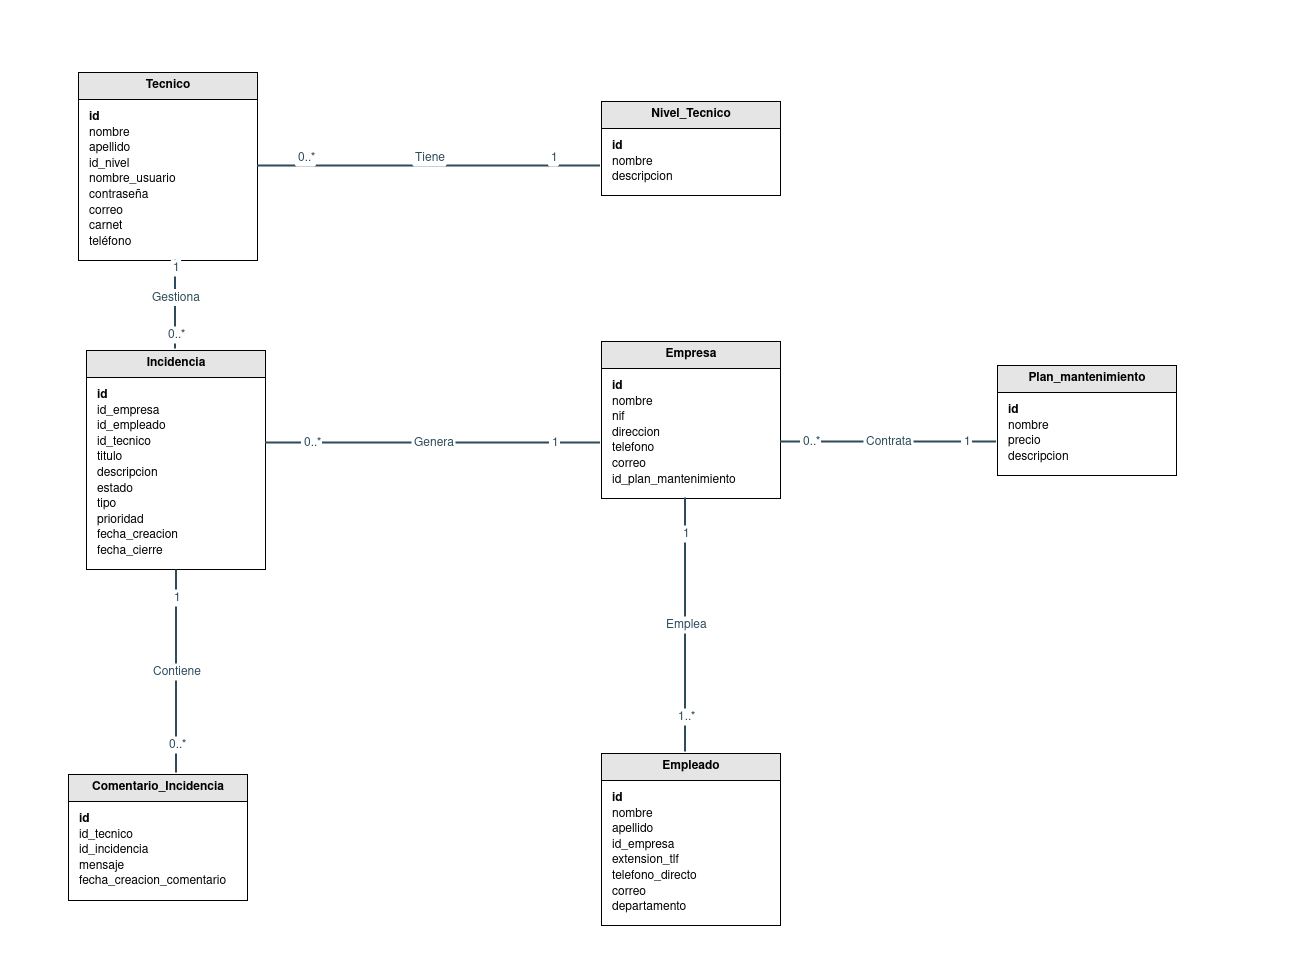 Tecnico
id
nombre
apellido
id_nivel
nombre_usuario
contraseña
correo
carnet
teléfono
0..*
Tiene
1
Nivel_Tecnico
id
nombre
descripcion
1
Gestiona
0..*
Incidencia
id
id_empresa
id_empleado
id_tecnico
titulo
descripcion
estado
tipo
prioridad
fecha_creacion
fecha_cierre
0..*
Genera
1
Empresa
id
nombre
nif
direccion
telefono
correo
id_plan_mantenimiento
0..*
Contrata
1
Plan_mantenimiento
id
nombre
precio
descripcion
1
Contiene
0..*
1
Emplea
1..*
Comentario_Incidencia
id
id_tecnico
id_incidencia
mensaje
fecha_creacion_comentario
Empleado
id
nombre
apellido
id_empresa
extension_tlf
telefono_directo
correo
departamento